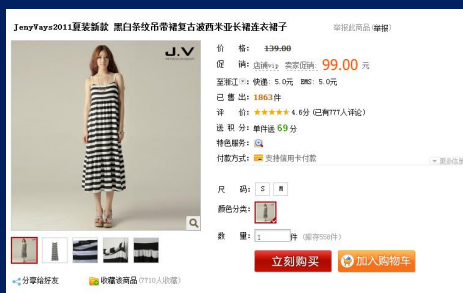 JenyVays2011夏装新款 黑白条纹吊带裙复古波西米亚长裙连衣裙子
举报此商品(举报)
J.V
价 格: 139.00
促 销: 店铺vip 卖家促销: 99.00 元
至浙江: 快递: 5.0元 EMS: 5.0元
已 售 出: 1863件
评 价: ★★★★★ 4.8分 (已有777人评论)
送 积 分: 单件送 69 分
特色服务:
付款方式: 支持信用卡付款
尺 码: S M
颜色分类:
数 量: 1 件 (库存558件)
立刻购买 加入购物车
分享给好友 收藏该商品 (7710人收藏)